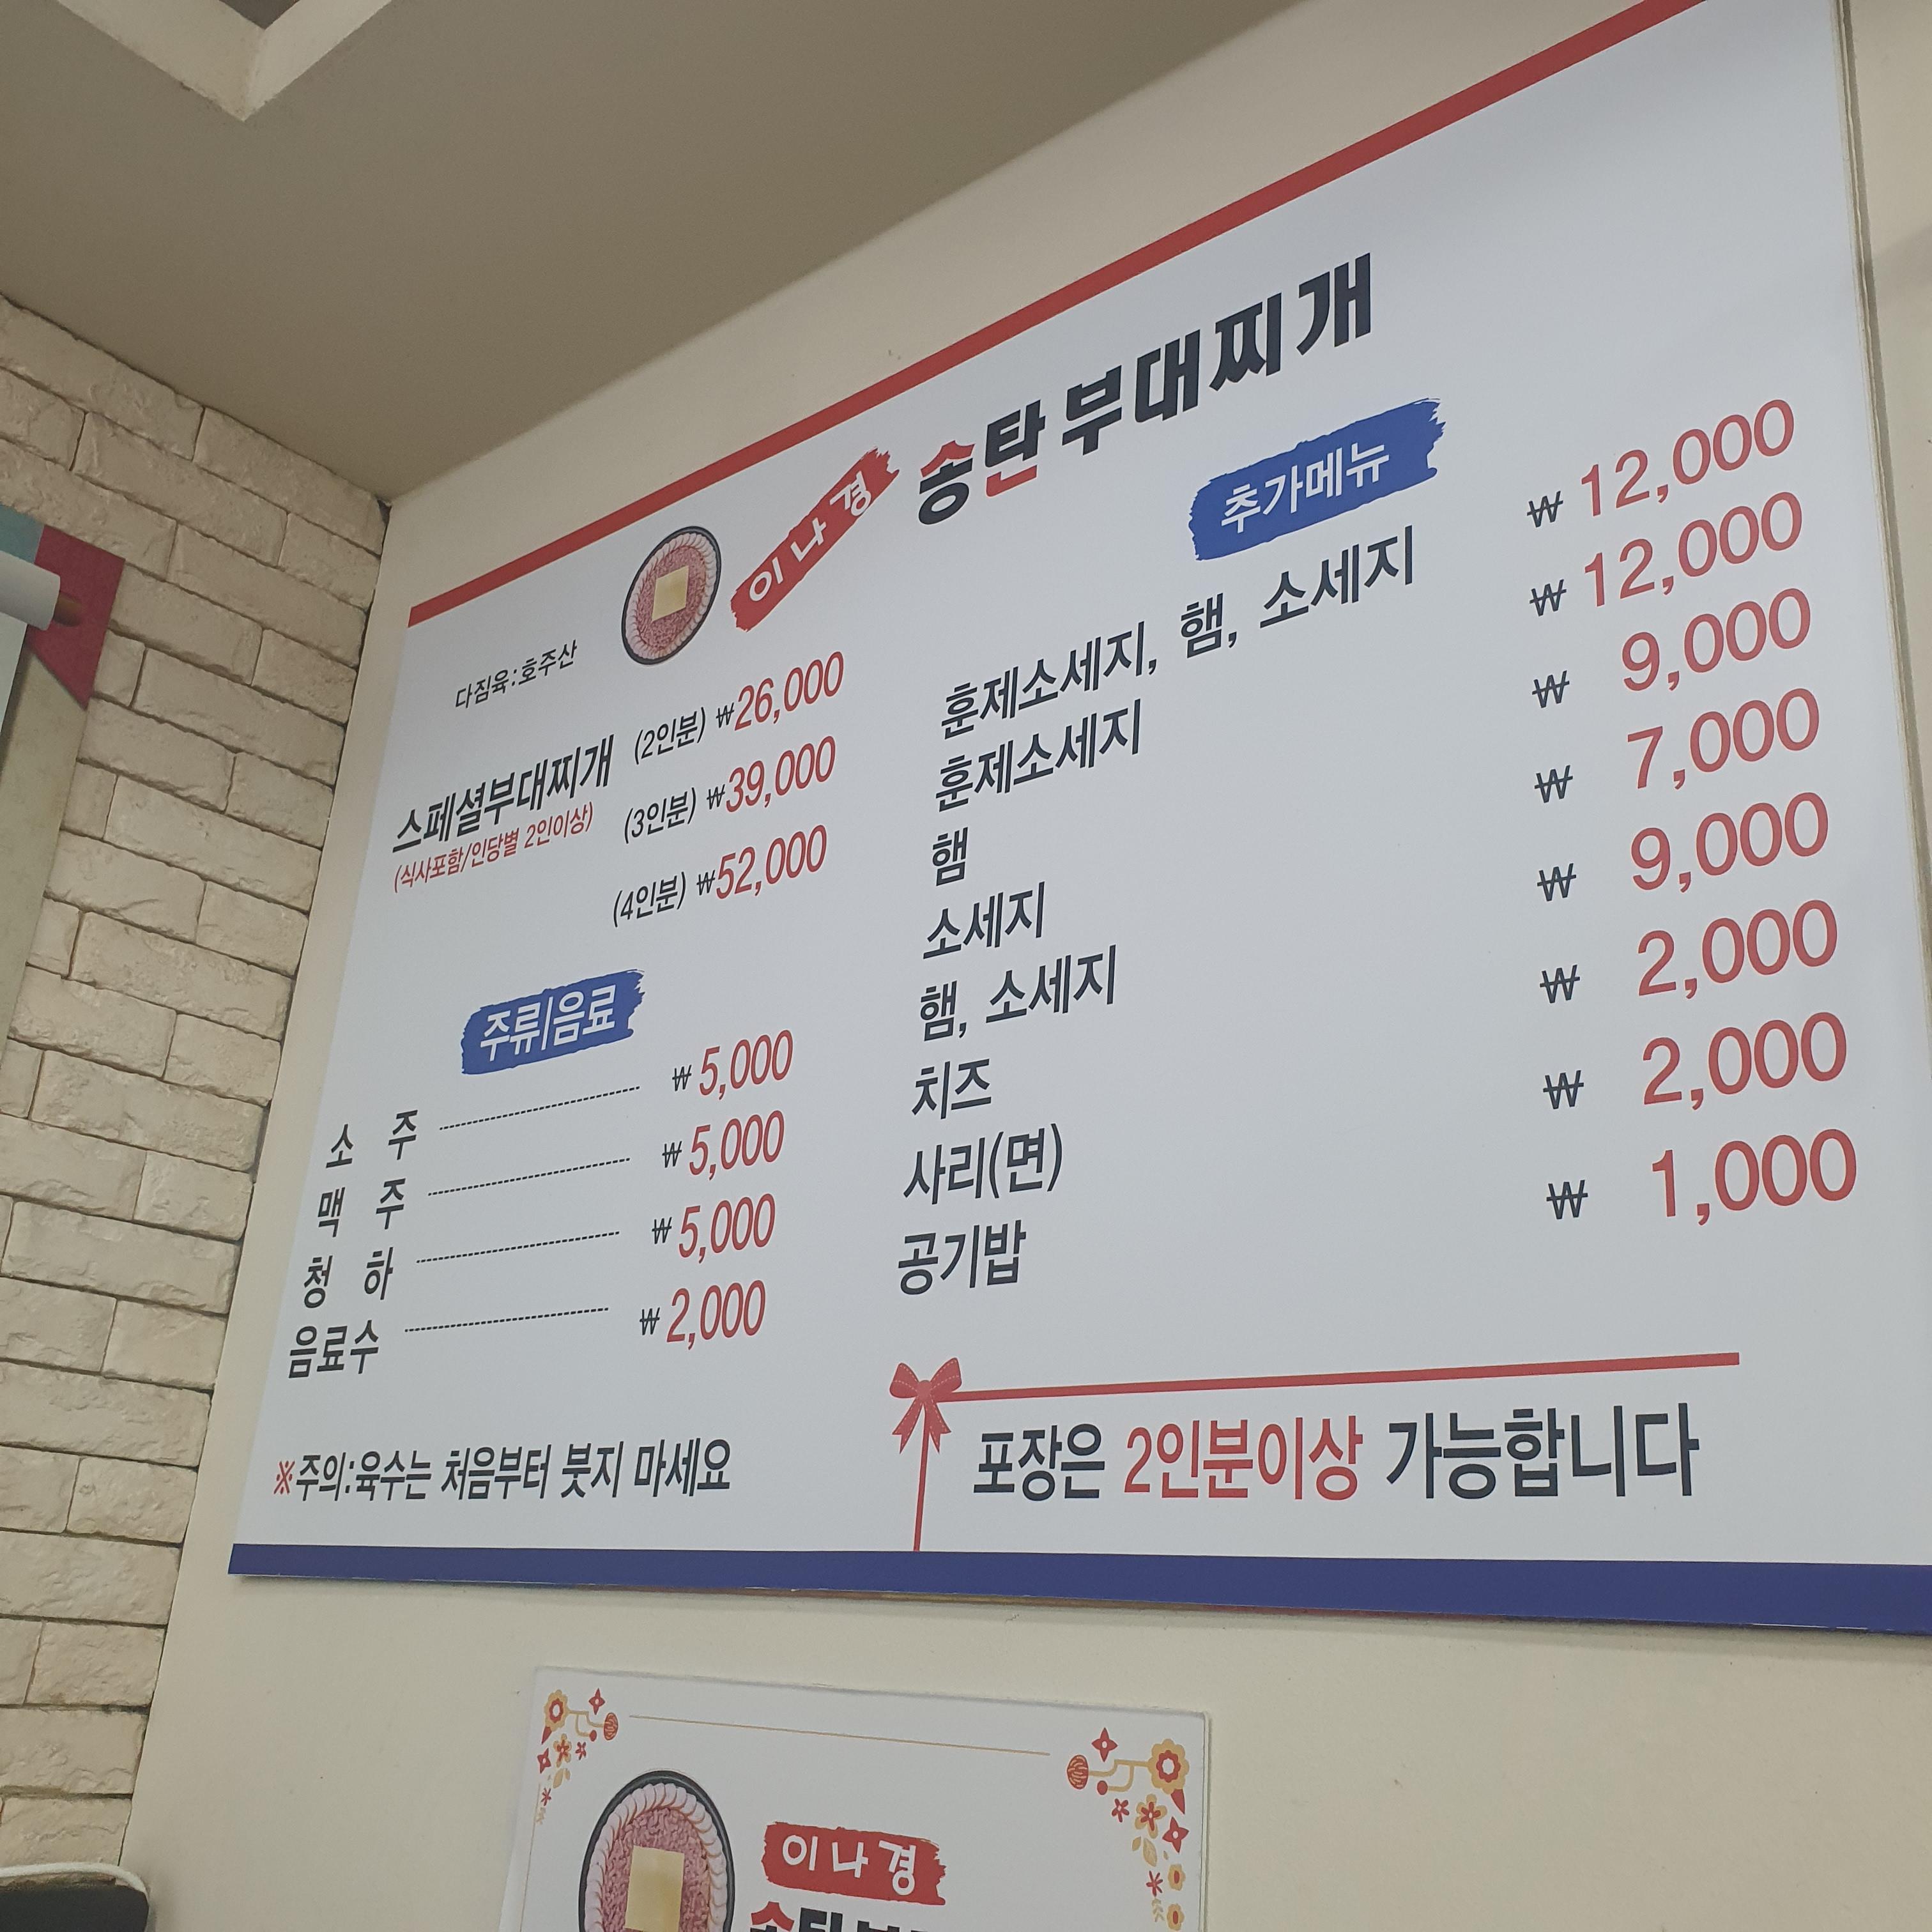 이나경 송탄 부대찌개
다짐육:호주산
스페셜부대찌개 (2인분) ₩26,000
(식사포함/인당별 2인이상)
(3인분) ₩39,000
(4인분) ₩52,000
주류/음료
소 주 ₩ 5,000
맥 주 ₩ 5,000
청 하 ₩ 5,000
음료수 ₩ 2,000
※주의:육수는 처음부터 붓지 마세요
추가메뉴
훈제소세지, 햄, 소세지 ₩ 12,000
훈제소세지 ₩ 12,000
햄 ₩ 9,000
소세지 ₩ 7,000
햄, 소세지 ₩ 9,000
치즈 ₩ 2,000
사리(면) ₩ 2,000
공기밥 ₩ 1,000
포장은 2인분이상 가능합니다
이나경